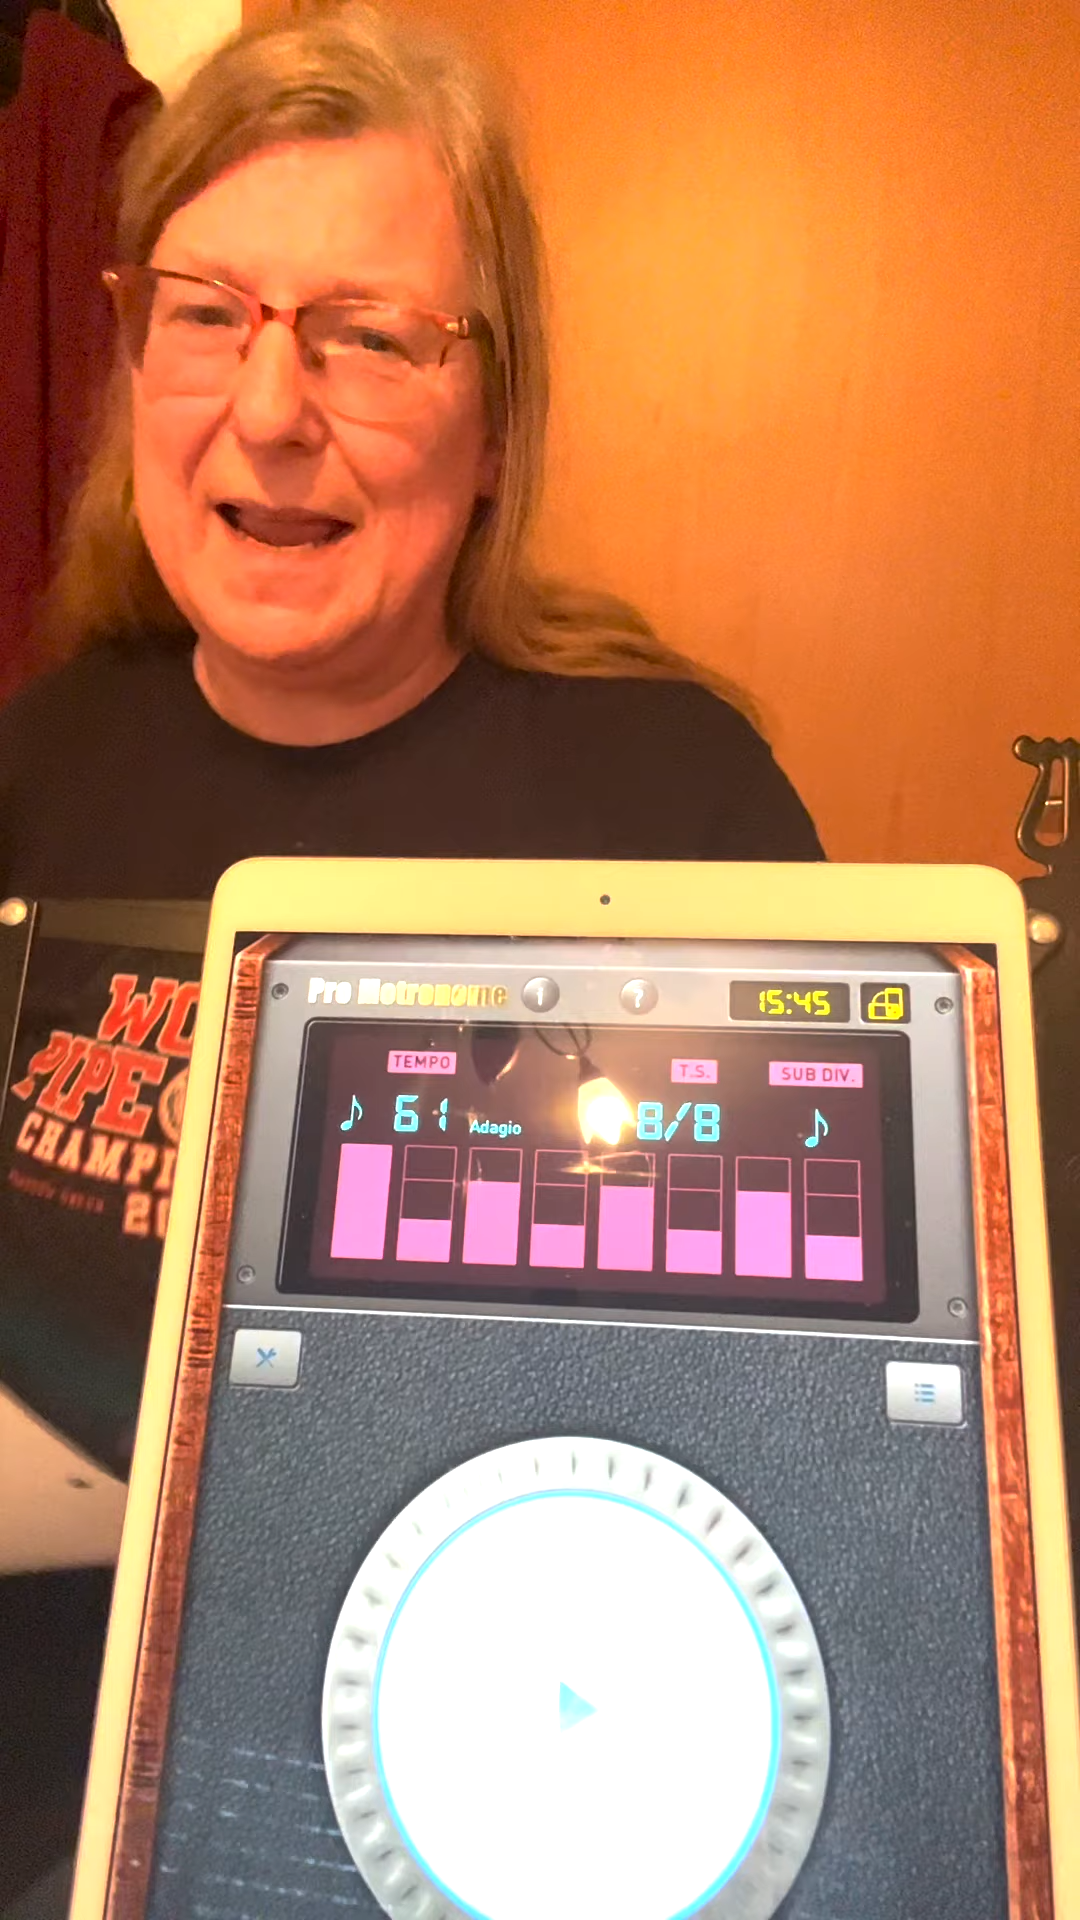 Pro Metronome i ? 15:45
TEMPO T.S. SUB DIV.
♪ 61 Adagio 8/8 ♪
WO
PIPE
CHAMPI
20